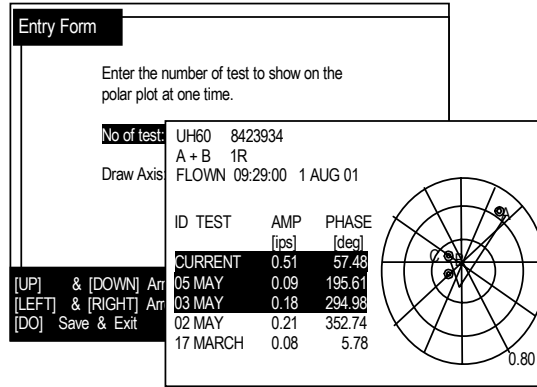 Entry Form
Enter the number of test to show on the
polar plot at one time.
No of test:
Draw Axis:
[UP] & [DOWN] Arr
[LEFT] & [RIGHT] Arr
[DO] Save & Exit
UH60 8423934
A + B 1R
FLOWN 09:29:00 1 AUG 01
ID TEST AMP PHASE
[ips] [deg]
CURRENT 0.51 57.48
05 MAY 0.09 195.61
03 MAY 0.18 294.98
02 MAY 0.21 352.74
17 MARCH 0.08 5.78
A
C
0.80